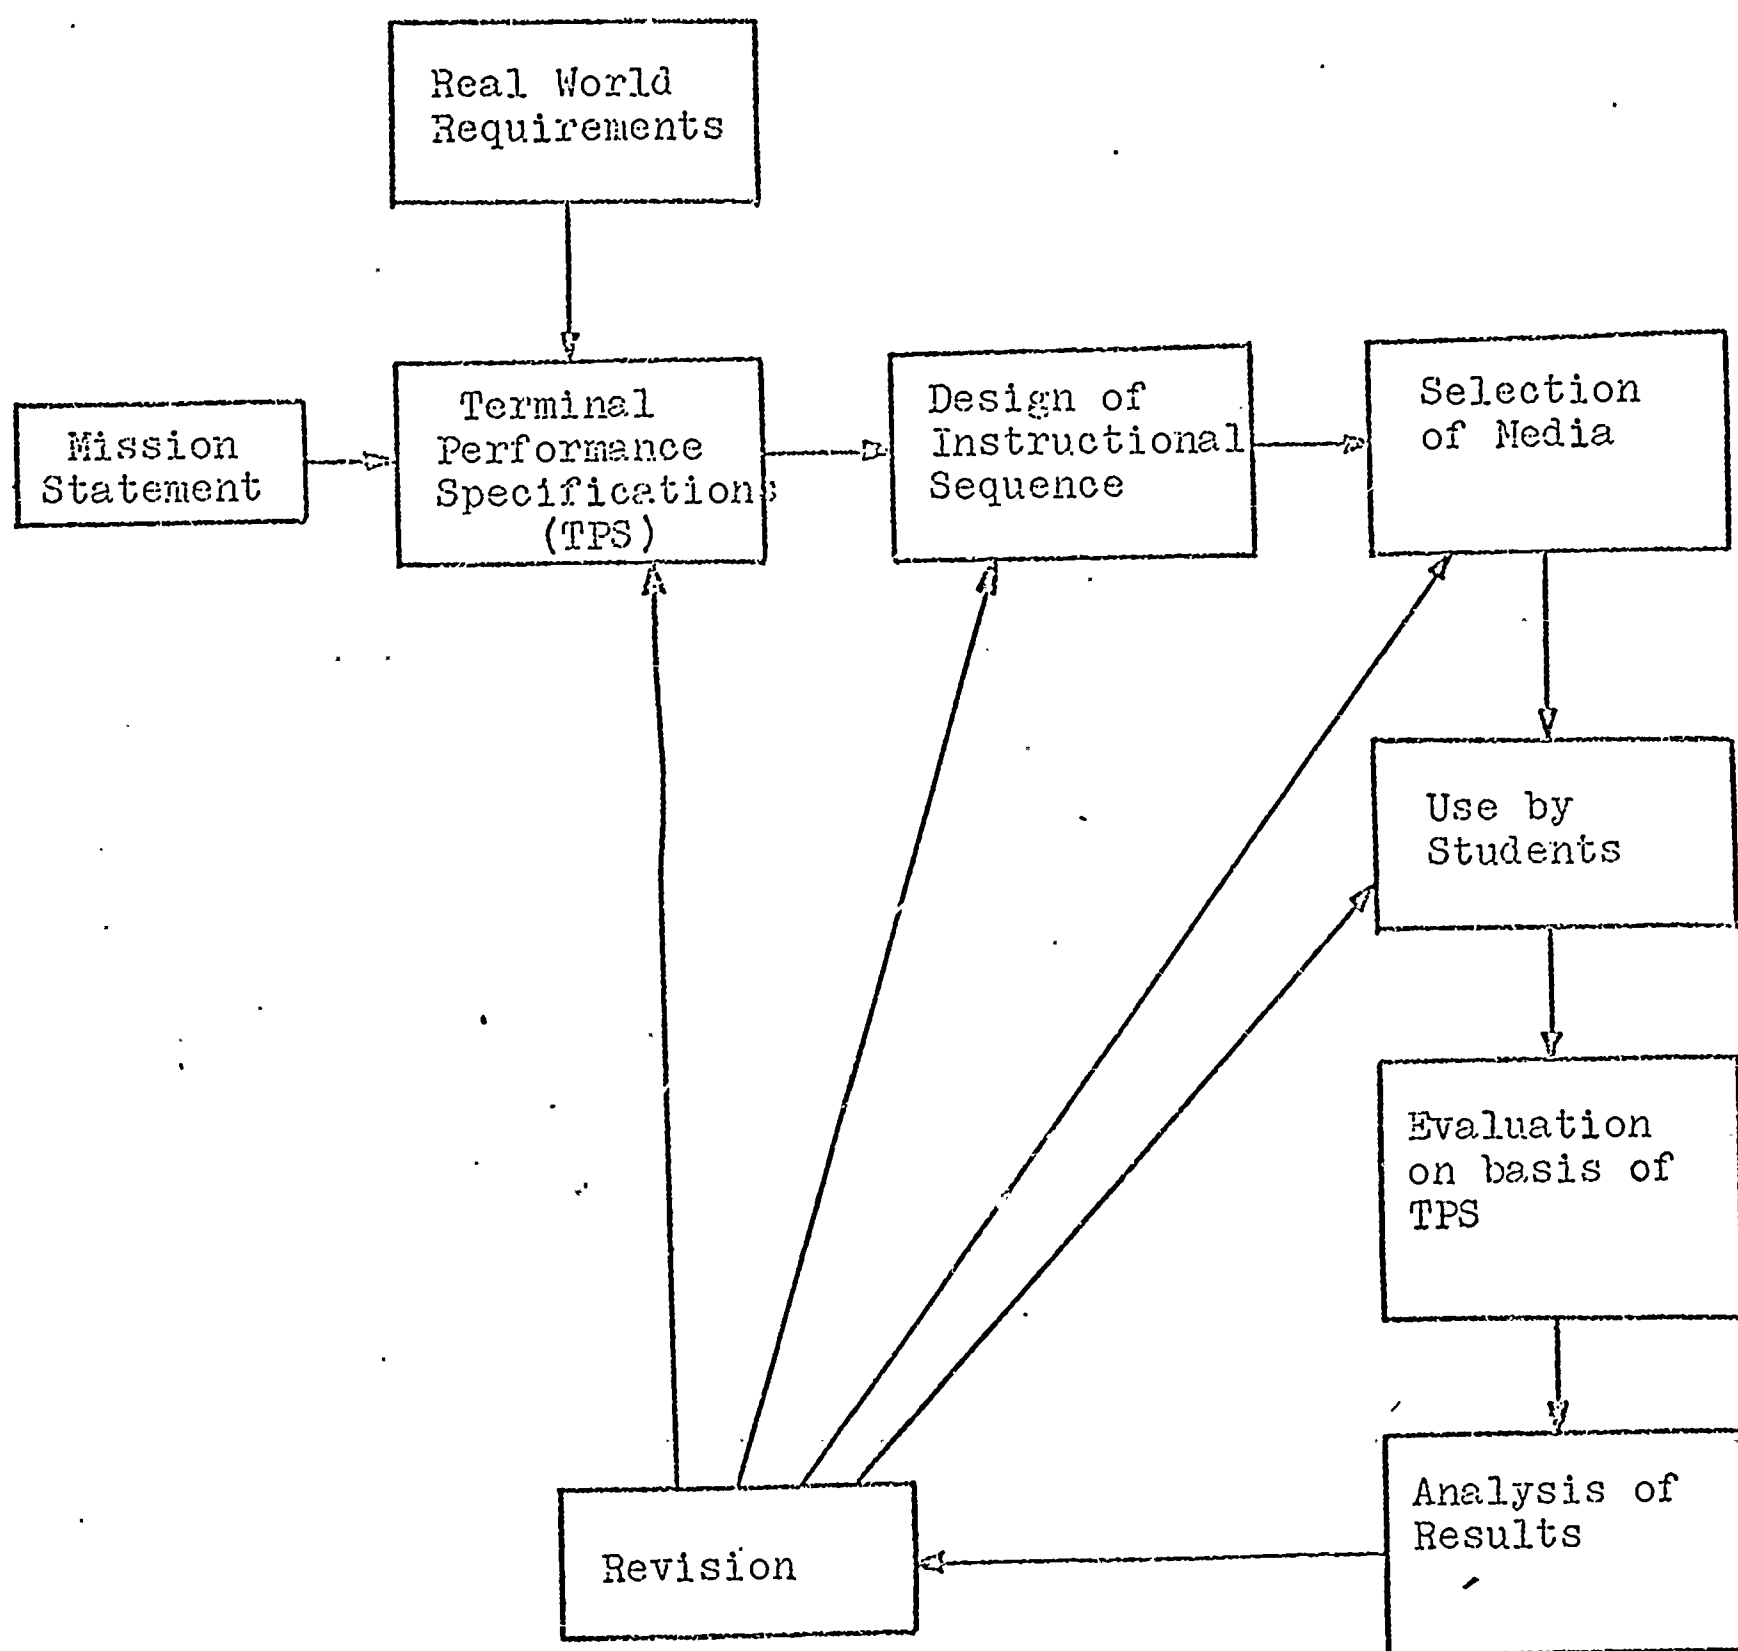 Real World
Requirements
Mission
Statement
Terminal
Performance
Specifications
(TPS)
Design of
Instructional
Sequence
Selection
of Media
Use by
Students
Evaluation
on basis of
TPS
Analysis of
Results
Revision